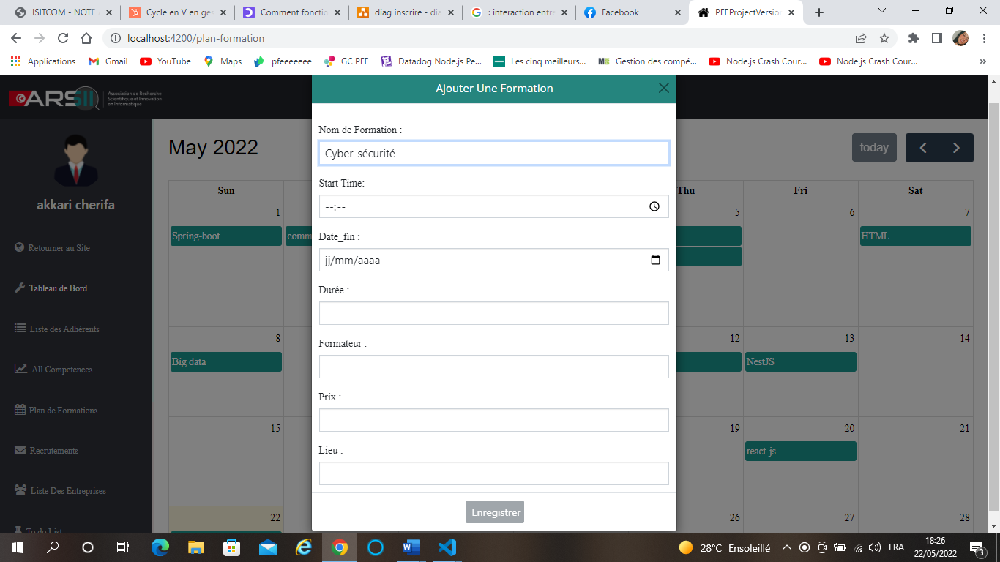 ISITCOM - NOTE
Cycle en V en ges
Comment fonctio
diag inscrire - dia
: interaction entre
Facebook
PFEProjectVersion
localhost:4200/plan-formation
Applications
Gmail
YouTube
Maps
pfeeeeeee
GC PFE
Datadog Node.js Pe...
Les cinq meilleurs...
Gestion des compé...
Node.js Crash Cour...
Node.js Crash Cour...
ARSII
Association de Recherche
Scientifique et Innovation
en Informatique
akkari cherifa
Retourner au Site
Tableau de Bord
Liste des Adhérents
All Competences
Plan de Formations
Recrutements
Liste Des Entreprises
To do List
May 2022
today
Sun
Thu
Fri
Sat
1
5
6
7
Spring-boot
comm
HTML
8
12
13
14
Big data
NestJS
15
19
20
21
react-js
22
26
27
28
Ajouter Une Formation
Nom de Formation :
Cyber-sécurité
Start Time:
--:--
Date_fin :
jj/mm/aaaa
Durée :
Formateur :
Prix :
Lieu :
Enregistrer
28°C Ensoleillé
FRA
18:26
22/05/2022
3